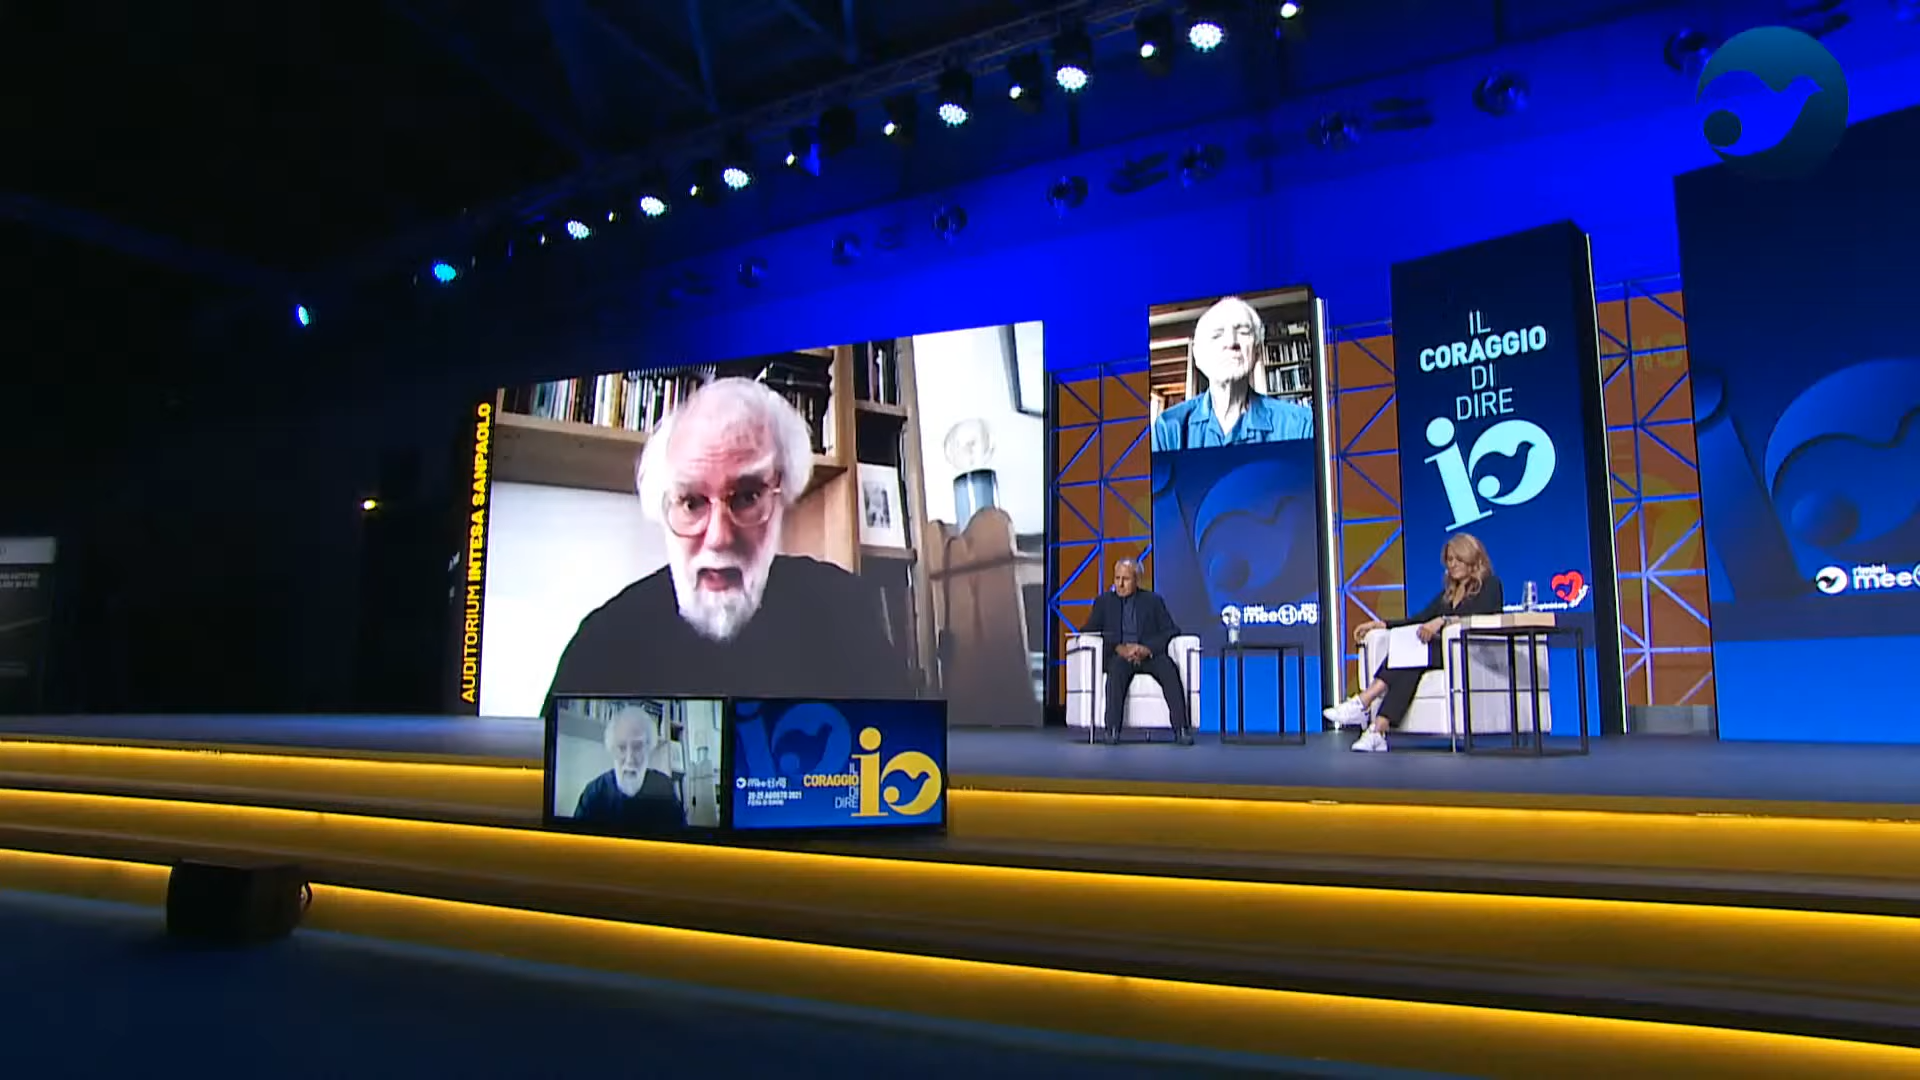 AUDITORIUM INTESA SANPAOLO
IL
CORAGGIO
DI
DIRE
io
meeting
mee
meeting
20-25 AGOSTO 2021
IL
CORAGGIO
DI
DIRE
io